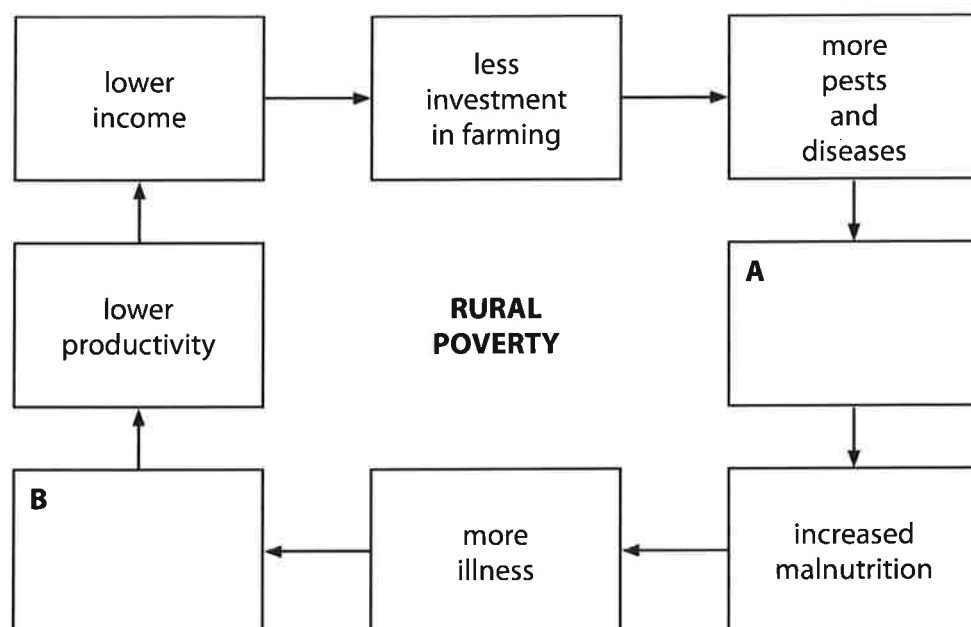 lower
income
less
investment
in farming
more
pests
and
diseases
lower
productivity
RURAL
POVERTY
A
B
more
illness
increased
malnutrition